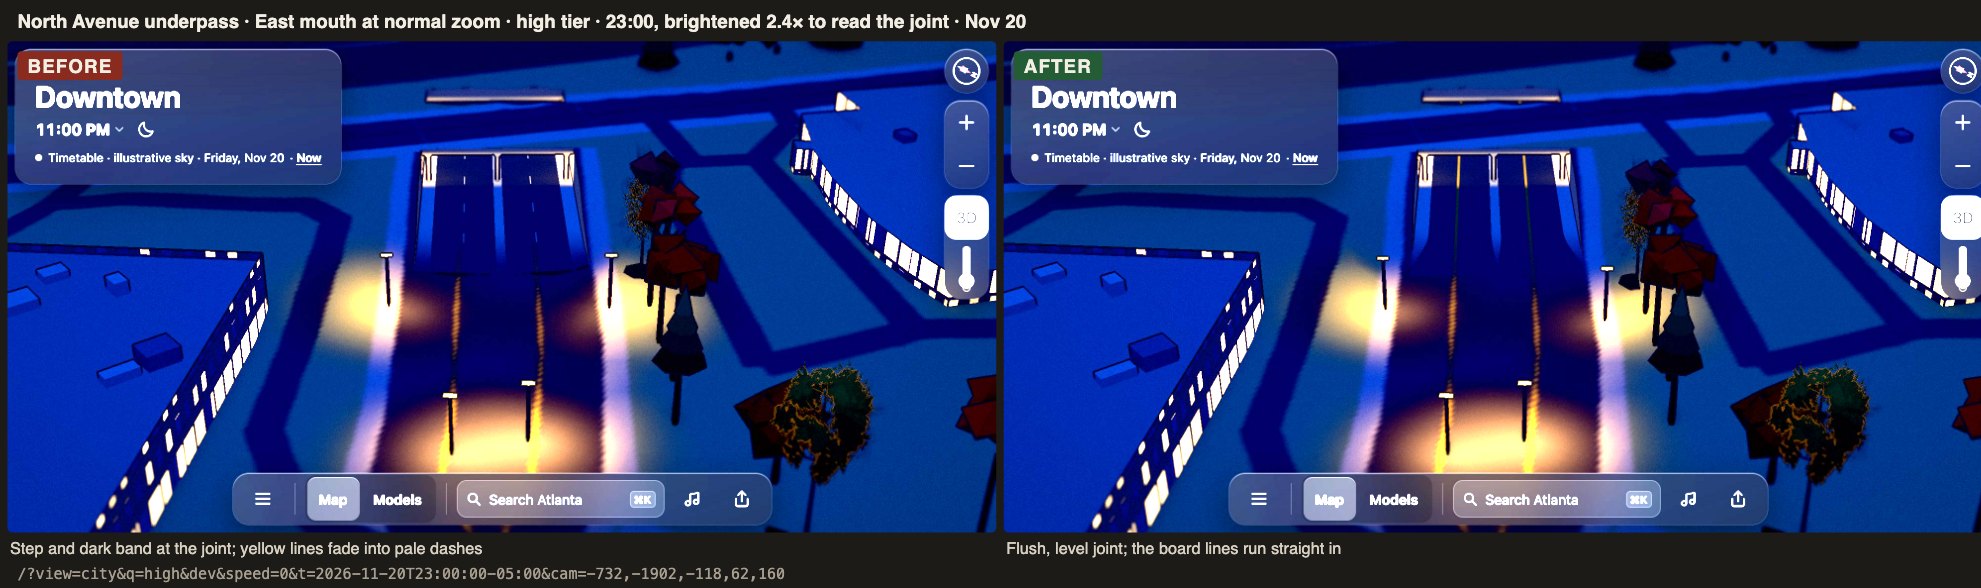 North Avenue underpass · East mouth at normal zoom · high tier · 23:00, brightened 2.4× to read the joint · Nov 20
BEFORE
Downtown
11:00 PM
Timetable · illustrative sky · Friday, Nov 20 · Now
+
−
3D
Map
Models
Search Atlanta
⌘K
Step and dark band at the joint; yellow lines fade into pale dashes
AFTER
Downtown
11:00 PM
Timetable · illustrative sky · Friday, Nov 20 · Now
+
−
3D
Map
Models
Search Atlanta
⌘K
Flush, level joint; the board lines run straight in
/?view=city&q=high&dev&speed=0&t=2026-11-20T23:00:00-05:00&cam=-732,-1902,-118,62,160